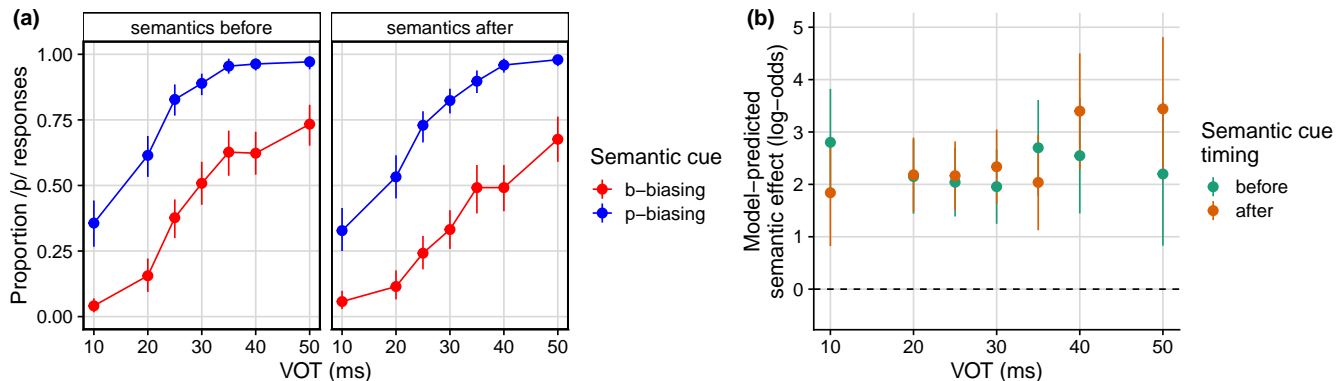 (a)
semantics before
semantics after
Proportion /p/ responses
1.00
0.75
0.50
0.25
0.00
10 20 30 40 50
10 20 30 40 50
VOT (ms)
Semantic cue
b−biasing
p−biasing
(b)
Model−predicted
semantic effect (log−odds)
5
4
3
2
1
0
10 20 30 40 50
VOT (ms)
Semantic cue
timing
before
after